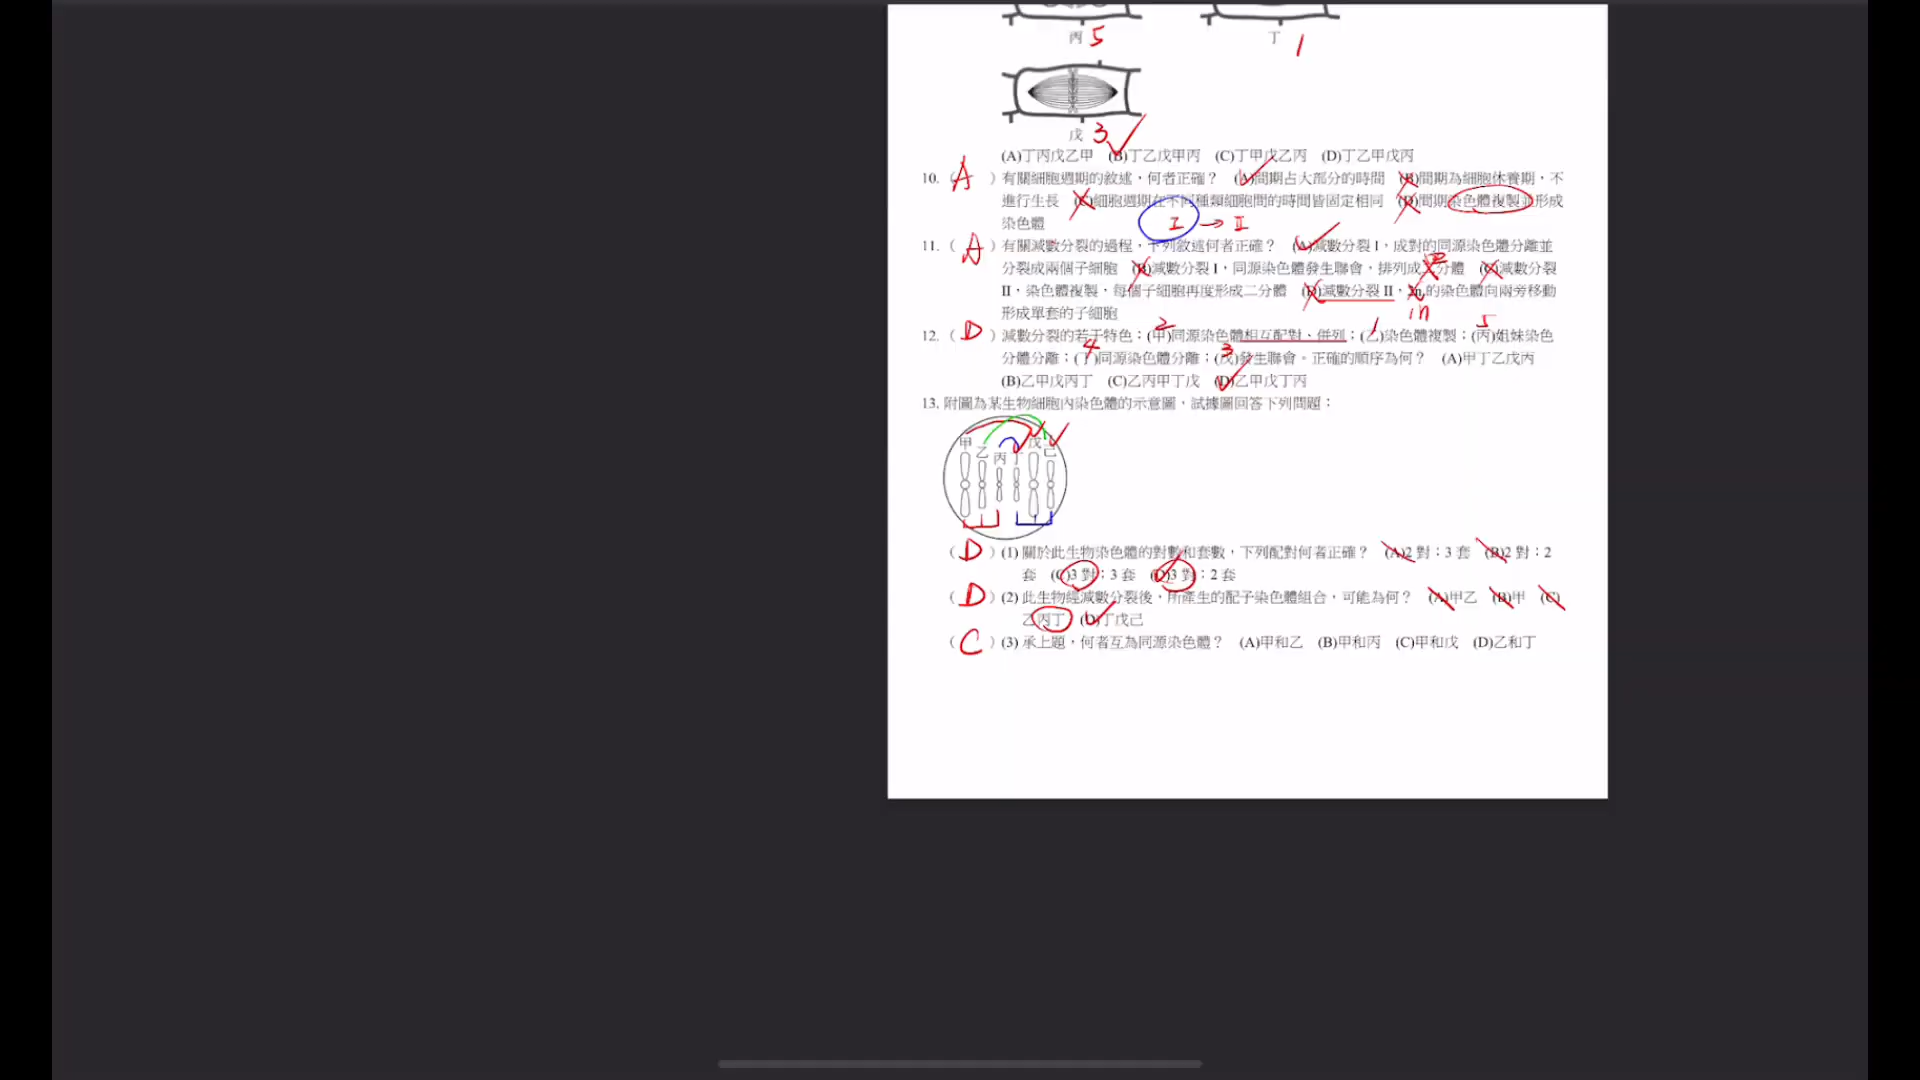 丙 5 丁 1
戊 3
(A)丁丙戊乙甲 (B)丁乙戊甲丙 (C)丁甲戊乙丙 (D)丁乙甲戊丙
10. ( A ) 有關細胞週期的敘述，何者正確？ (A)間期占大部分的時間 (B)間期為細胞休養期，不
進行生長 (C)細胞週期在不同種類細胞間的時間皆固定相同 (D)間期染色體複製並形成
染色體 I → II
11. ( A ) 有關減數分裂的過程，下列敘述何者正確？ (A)減數分裂 I，成對的同源染色體分離並
分裂成兩個子細胞 (B)減數分裂 I，同源染色體發生聯會，排列成 分體 (C)減數分裂
II，染色體複製，每個子細胞再度形成二分體 (D)減數分裂 II，2n 的染色體向兩旁移動
形成單套的子細胞 1n
12. ( D ) 減數分裂的若干特色：(甲)同源染色體相互配對、併列；(乙)染色體複製；(丙)姐妹染色
2 1 5
分體分離；(丁)同源染色體分離；(戊)發生聯會。正確的順序為何？ (A)甲丁乙戊丙
4 3
(B)乙甲戊丙丁 (C)乙丙甲丁戊 (D)乙甲戊丁丙
13. 附圖為某生物細胞內染色體的示意圖，試據圖回答下列問題：
甲 乙 丙 丁 戊 己
( D ) (1) 關於此生物染色體的對數和套數，下列配對何者正確？ (A)2 對；3 套 (B)2 對；2
套 (C)3 對；3 套 (D)3 對；2 套
( D ) (2) 此生物經減數分裂後，所產生的配子染色體組合，可能為何？ (A)甲乙 (B)甲 (C)
乙丙丁 (D)丁戊己
( C ) (3) 承上題，何者互為同源染色體？ (A)甲和乙 (B)甲和丙 (C)甲和戊 (D)乙和丁